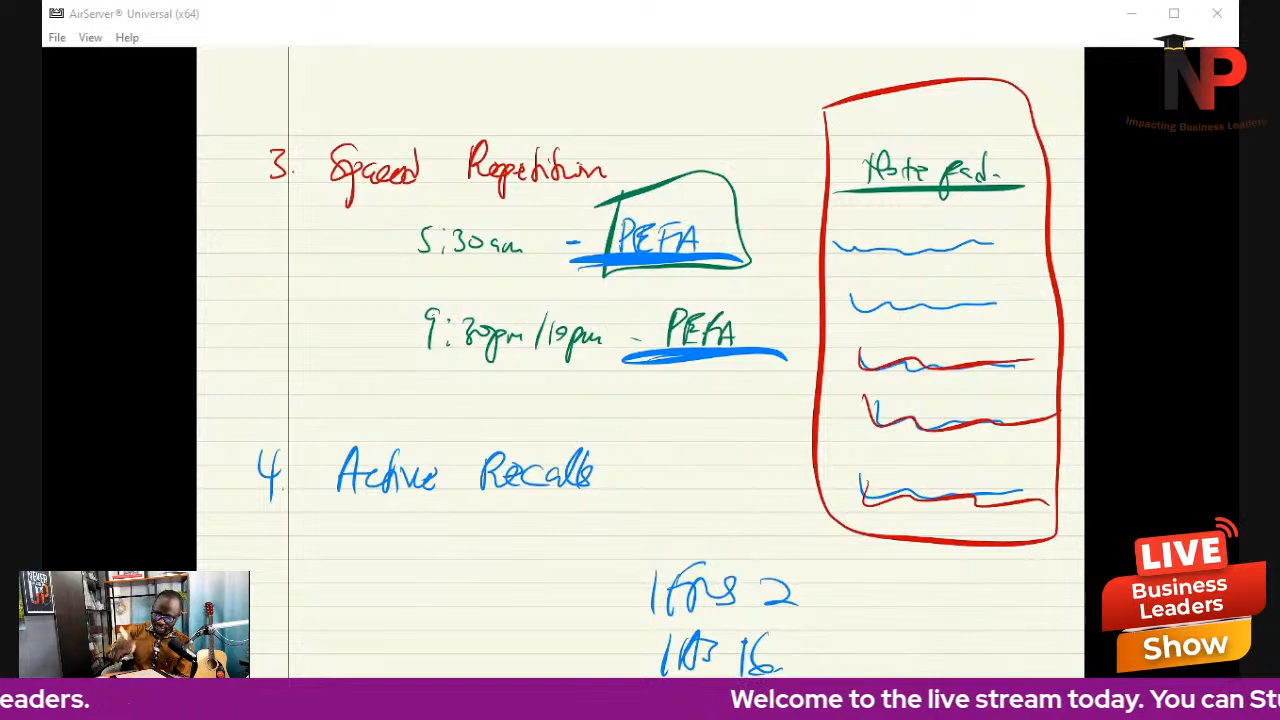 AirServer® Universal (x64)
File View Help
NP
Impacting Business Leaders
3. Spaced Repetition
5:30am - PEFA
9:30pm/10pm - PEFA
Note pad.
4. Active Recalls
IFRS 2
IAS 16
LIVE
Business
Leaders
Show
eaders. Welcome to the live stream today. You can Stu